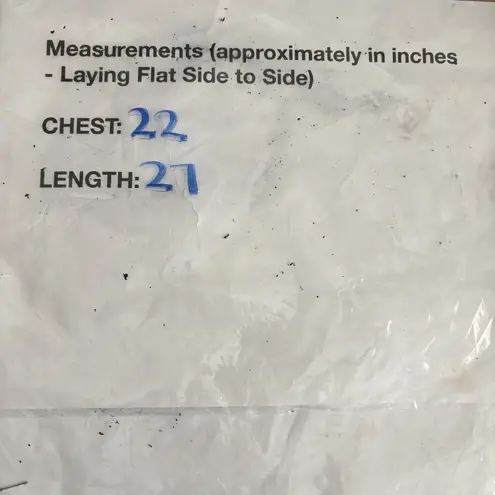 Measurements (approximately in inches
- Laying Flat Side to Side)
CHEST: 22
LENGTH: 27